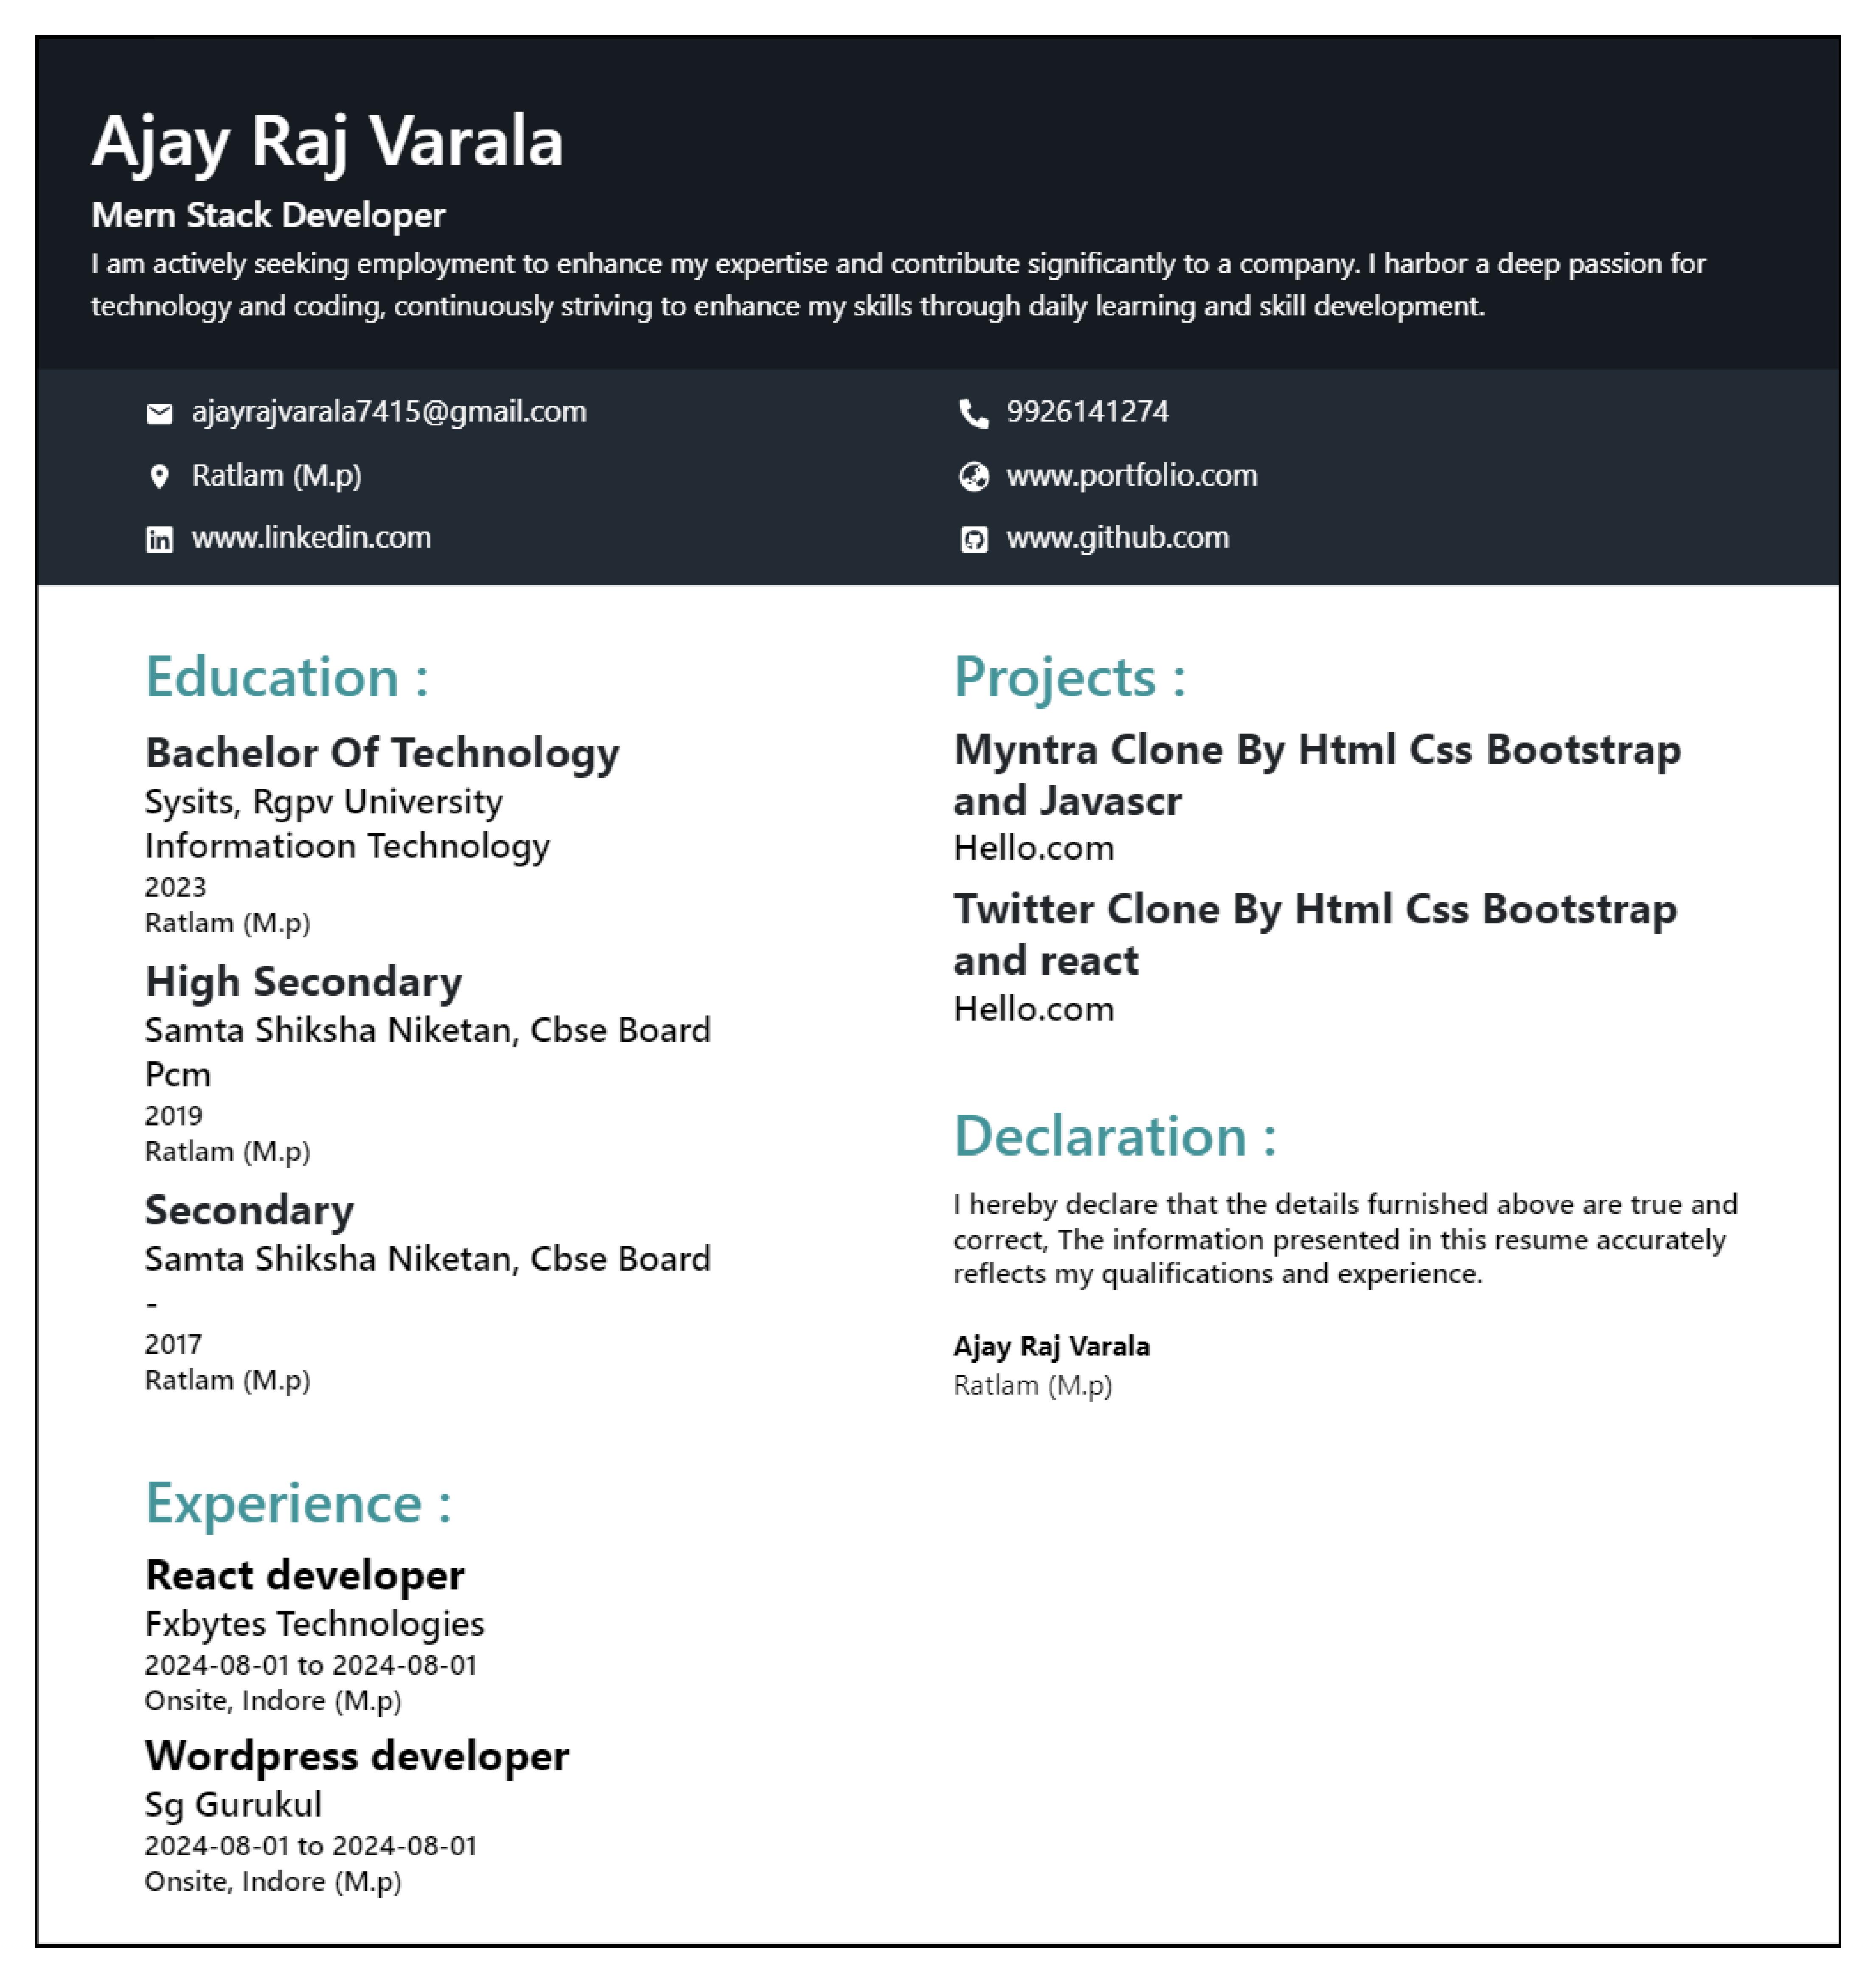 Ajay Raj Varala
Mern Stack Developer
I am actively seeking employment to enhance my expertise and contribute significantly to a company. I harbor a deep passion for
technology and coding, continuously striving to enhance my skills through daily learning and skill development.
ajayrajvarala7415@gmail.com
9926141274
Ratlam (M.p)
www.portfolio.com
www.linkedin.com
www.github.com
Education :
Bachelor Of Technology
Sysits, Rgpv University
Informatioon Technology
2023
Ratlam (M.p)
High Secondary
Samta Shiksha Niketan, Cbse Board
Pcm
2019
Ratlam (M.p)
Secondary
Samta Shiksha Niketan, Cbse Board
-
2017
Ratlam (M.p)
Experience :
React developer
Fxbytes Technologies
2024-08-01 to 2024-08-01
Onsite, Indore (M.p)
Wordpress developer
Sg Gurukul
2024-08-01 to 2024-08-01
Onsite, Indore (M.p)
Projects :
Myntra Clone By Html Css Bootstrap
and Javascr
Hello.com
Twitter Clone By Html Css Bootstrap
and react
Hello.com
Declaration :
I hereby declare that the details furnished above are true and
correct, The information presented in this resume accurately
reflects my qualifications and experience.
Ajay Raj Varala
Ratlam (M.p)